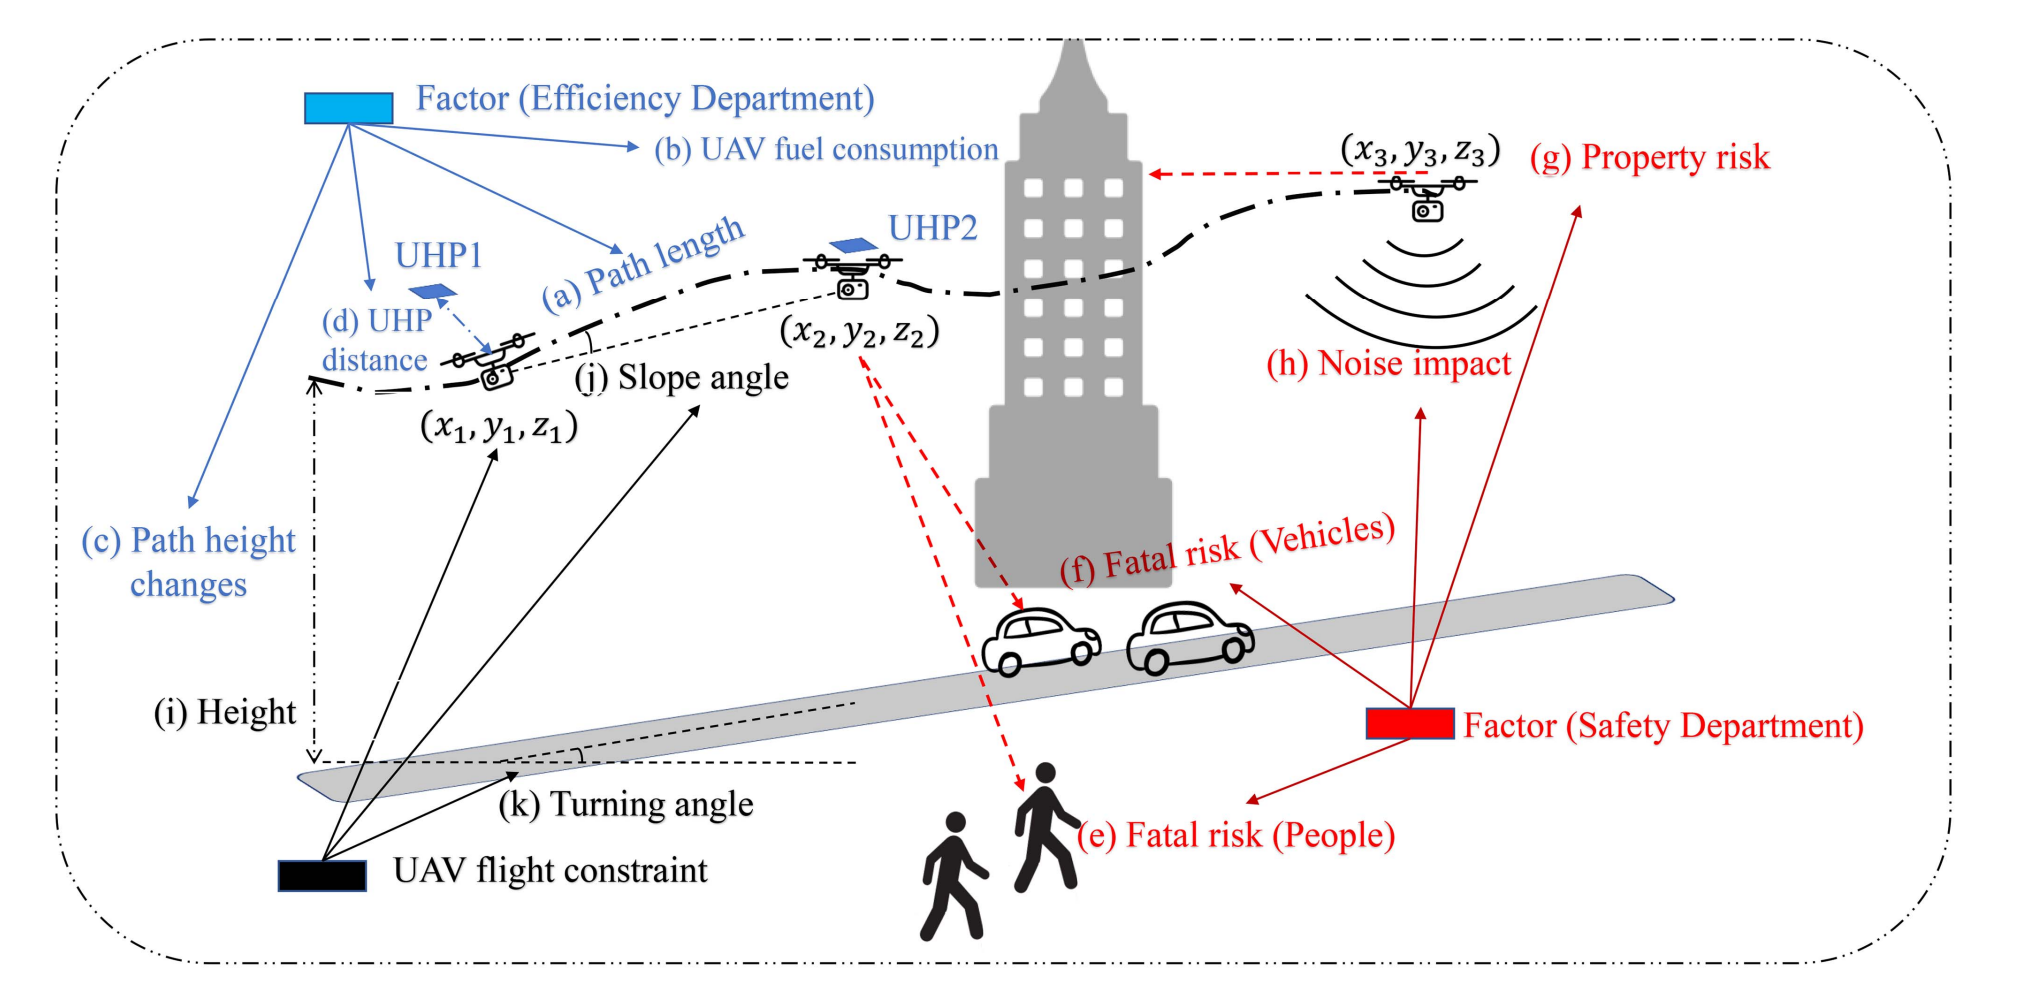 Factor (Efficiency Department)
(b) UAV fuel consumption
(x₃, y₃, z₃)
(g) Property risk
UHP1
(a) Path length
UHP2
(d) UHP
distance
(x₂, y₂, z₂)
(h) Noise impact
(j) Slope angle
(x₁, y₁, z₁)
(c) Path height
changes
(f) Fatal risk (Vehicles)
(i) Height
Factor (Safety Department)
(k) Turning angle
(e) Fatal risk (People)
UAV flight constraint